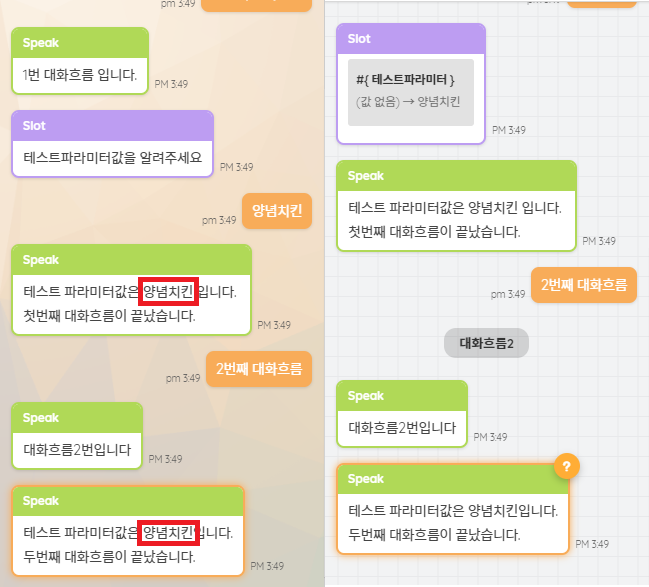 pm 3:49
Speak
1번 대화흐름 입니다.
PM 3:49
Slot
테스트파라미터값을 알려주세요
PM 3:49
pm 3:49
양념치킨
Speak
테스트 파라미터값은 양념치킨 입니다.
첫번째 대화흐름이 끝났습니다.
PM 3:49
pm 3:49
2번째 대화흐름
Speak
대화흐름2번입니다
PM 3:49
Speak
테스트 파라미터값은 양념치킨입니다.
두번째 대화흐름이 끝났습니다.
PM 3:49
pm 3:49
Slot
#{ 테스트파라미터 }
(값 없음) → 양념치킨
PM 3:49
Speak
테스트 파라미터값은 양념치킨 입니다.
첫번째 대화흐름이 끝났습니다.
PM 3:49
pm 3:49
2번째 대화흐름
대화흐름2
Speak
대화흐름2번입니다
PM 3:49
?
Speak
테스트 파라미터값은 양념치킨입니다.
두번째 대화흐름이 끝났습니다.
PM 3:49